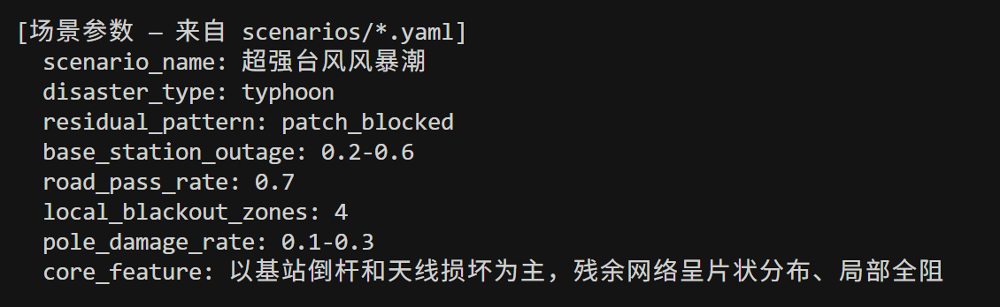 [场景参数 — 来自 scenarios/*.yaml]
scenario_name: 超强台风风暴潮
disaster_type: typhoon
residual_pattern: patch_blocked
base_station_outage: 0.2-0.6
road_pass_rate: 0.7
local_blackout_zones: 4
pole_damage_rate: 0.1-0.3
core_feature: 以基站倒杆和天线损坏为主，残余网络呈片状分布、局部全阻